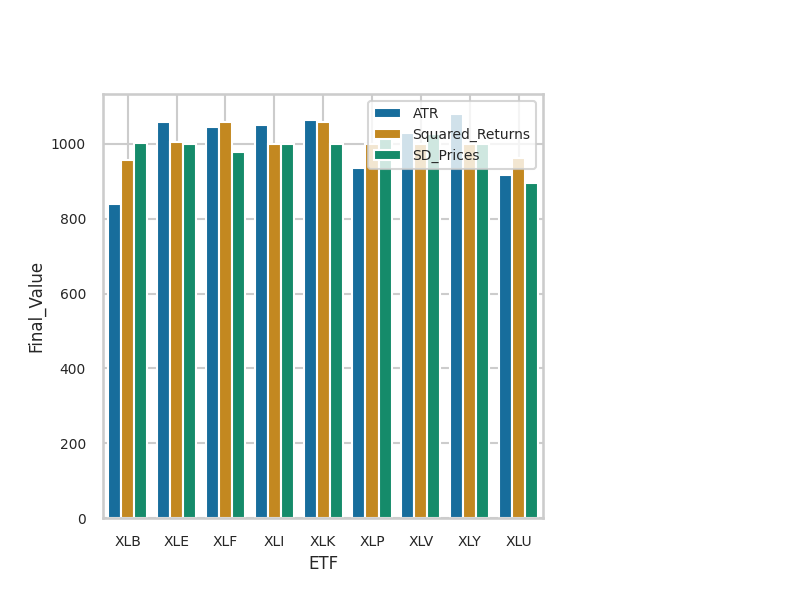 ATR
Squared_Returns
SD_Prices
1000
800
600
400
200
0
Final_Value
XLB XLE XLF XLI XLK XLP XLV XLY XLU
ETF